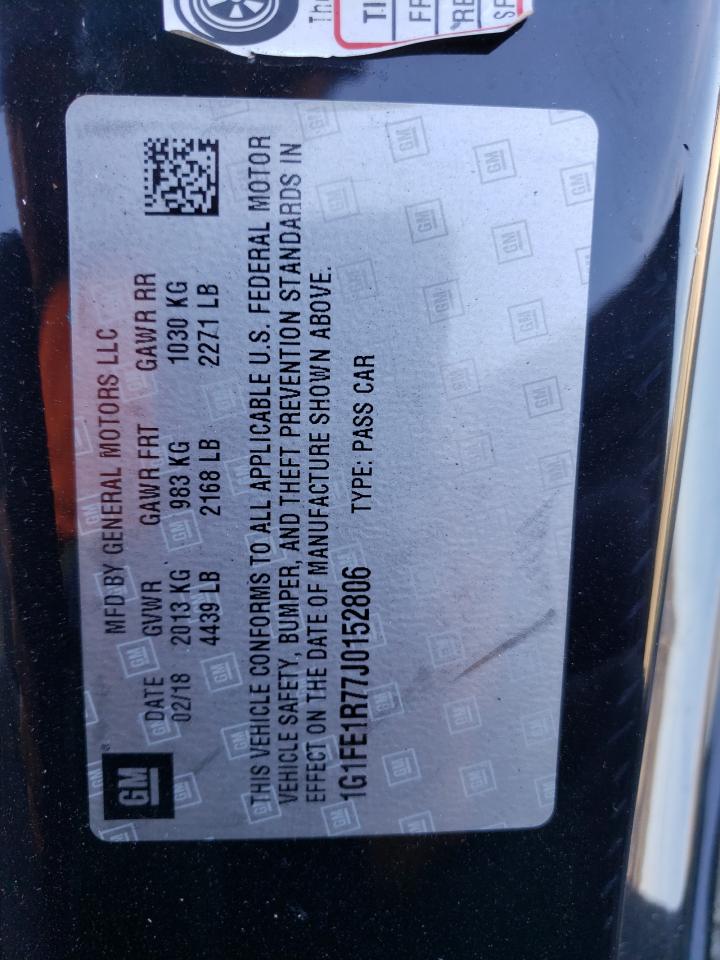 GM
MFD BY GENERAL MOTORS LLC
DATE GVWR GAWR FRT GAWR RR
02/18 2013 KG 983 KG 1030 KG
4439 LB 2168 LB 2271 LB
THIS VEHICLE CONFORMS TO ALL APPLICABLE U.S. FEDERAL MOTOR
VEHICLE SAFETY, BUMPER, AND THEFT PREVENTION STANDARDS IN
EFFECT ON THE DATE OF MANUFACTURE SHOWN ABOVE.
1G1FE1R77J0152806 TYPE: PASS CAR